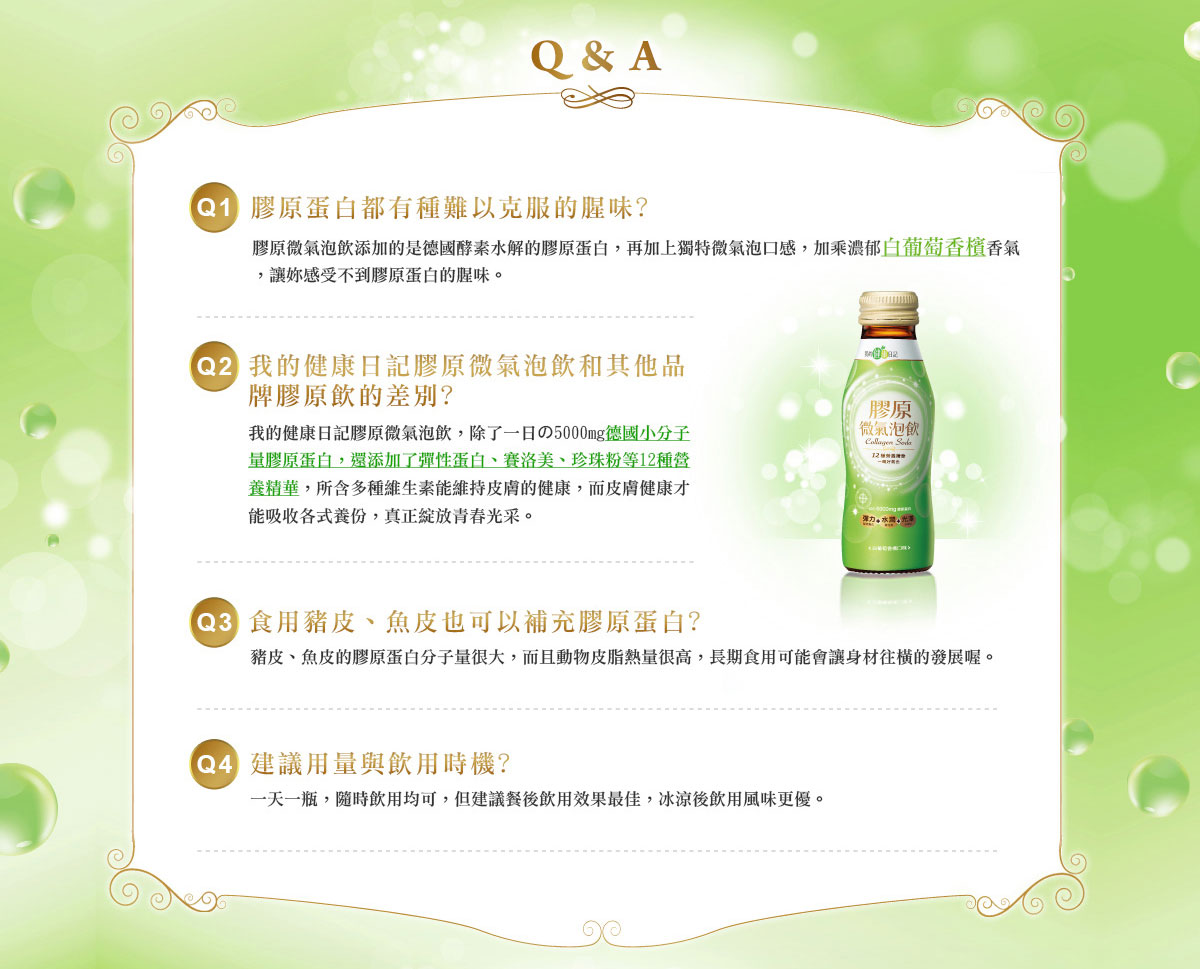 Q & A
Q1 膠原蛋白都有種難以克服的腥味?
膠原微氣泡飲添加的是德國酵素水解的膠原蛋白，再加上獨特微氣泡口感，加乘濃郁白葡萄香檳香氣
，讓妳感受不到膠原蛋白的腥味。
Q2 我的健康日記膠原微氣泡飲和其他品
牌膠原飲的差別?
我的健康日記膠原微氣泡飲，除了一日の5000mg德國小分子
量膠原蛋白，還添加了彈性蛋白、賽洛美、珍珠粉等12種營
養精華，所含多種維生素能維持皮膚的健康，而皮膚健康才
能吸收各式養份，真正綻放青春光采。
膠原
微氣泡飲
Collagen Soda
彈力+水潤+光澤
Q3 食用豬皮、魚皮也可以補充膠原蛋白?
豬皮、魚皮的膠原蛋白分子量很大，而且動物皮脂熱量很高，長期食用可能會讓身材往橫的發展喔。
Q4 建議用量與飲用時機?
一天一瓶，隨時飲用均可，但建議餐後飲用效果最佳，冰涼後飲用風味更優。